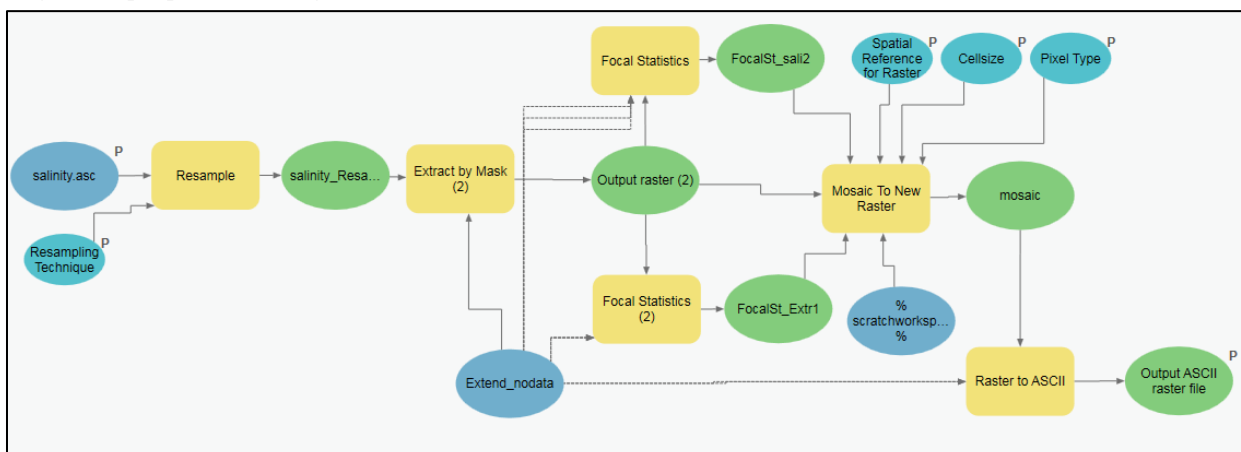 P
salinity.asc
P
Resampling
Technique
Resample
salinity_Resa...
Extract by Mask
(2)
Extend_nodata
Focal Statistics
FocalSt_sali2
Output raster (2)
Focal Statistics
(2)
FocalSt_Extr1
P
Spatial
Reference
for Raster
P
Cellsize
P
Pixel Type
Mosaic To New
Raster
%
scratchworksp...
%
mosaic
Raster to ASCII
P
Output ASCII
raster file